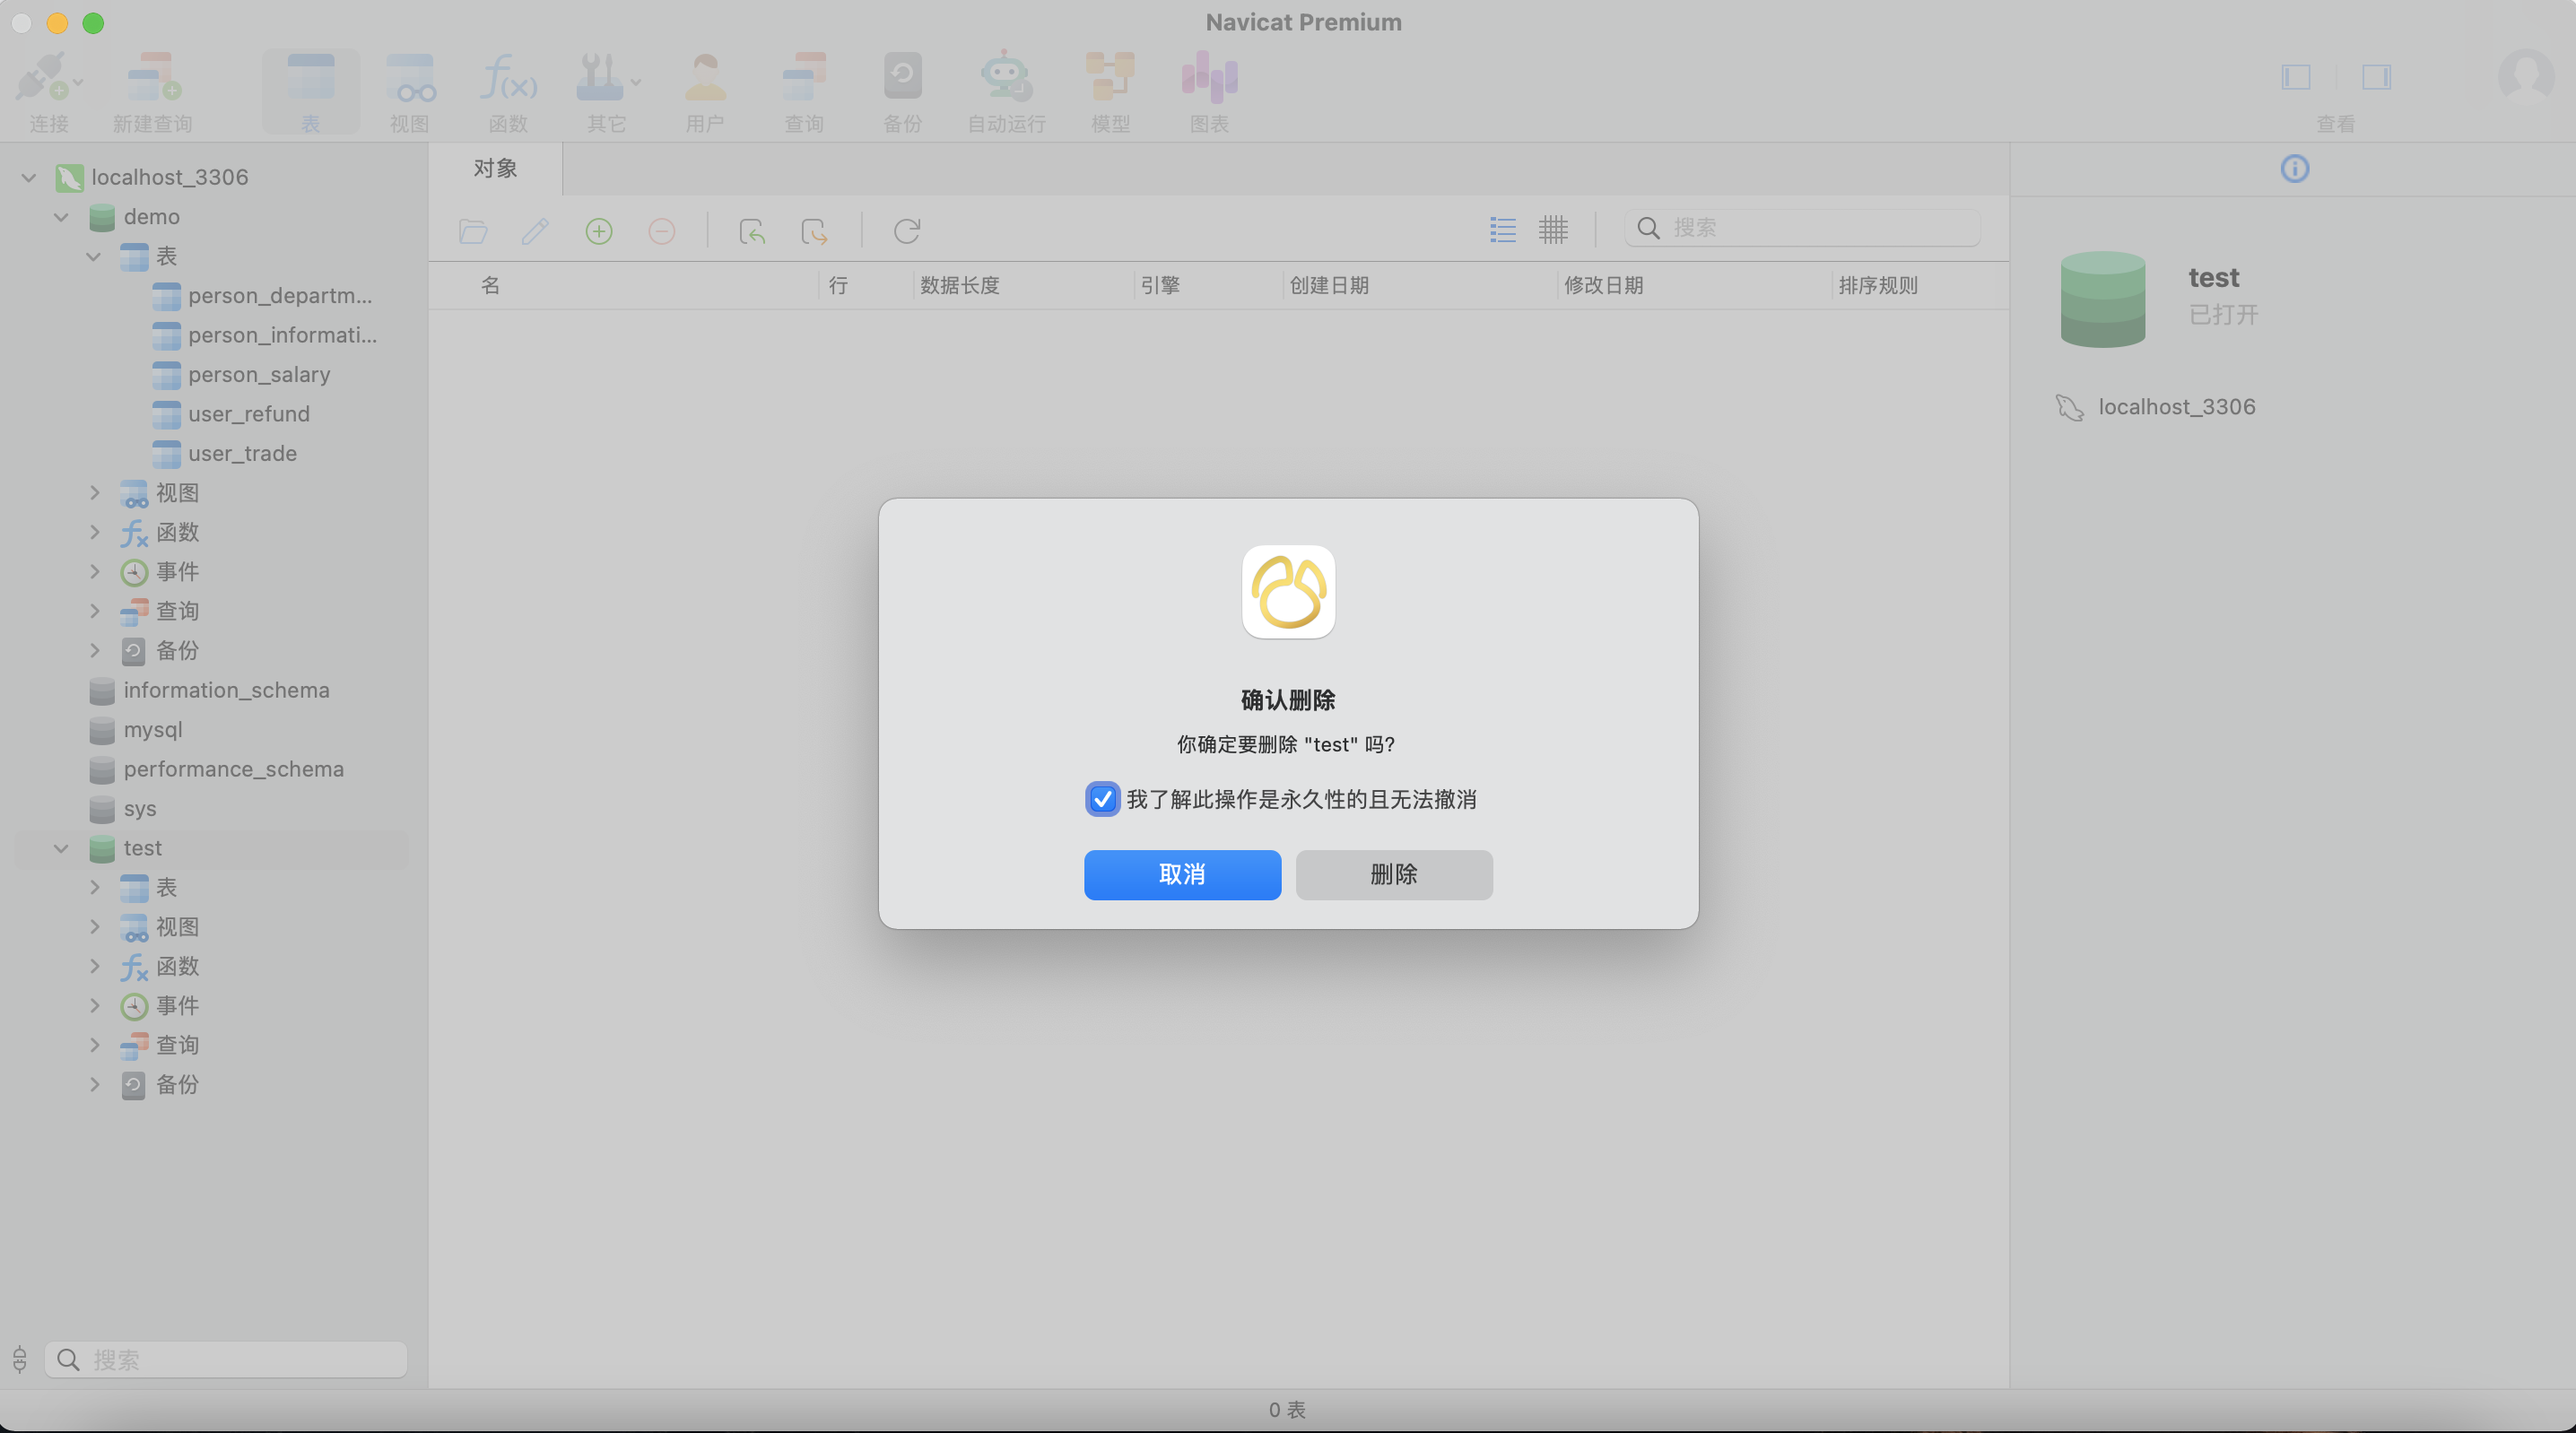 Navicat Premium
连接 新建查询 表 视图 函数 其它 用户 查询 备份 自动运行 模型 图表 查看
localhost_3306
demo
表
person_departm...
person_informati...
person_salary
user_refund
user_trade
视图
函数
事件
查询
备份
information_schema
mysql
performance_schema
sys
test
表
视图
函数
事件
查询
备份
搜索
对象
搜索
名 行 数据长度 引擎 创建日期 修改日期 排序规则
确认删除
你确定要删除 "test" 吗?
我了解此操作是永久性的且无法撤消
取消 删除
test
已打开
localhost_3306
0 表